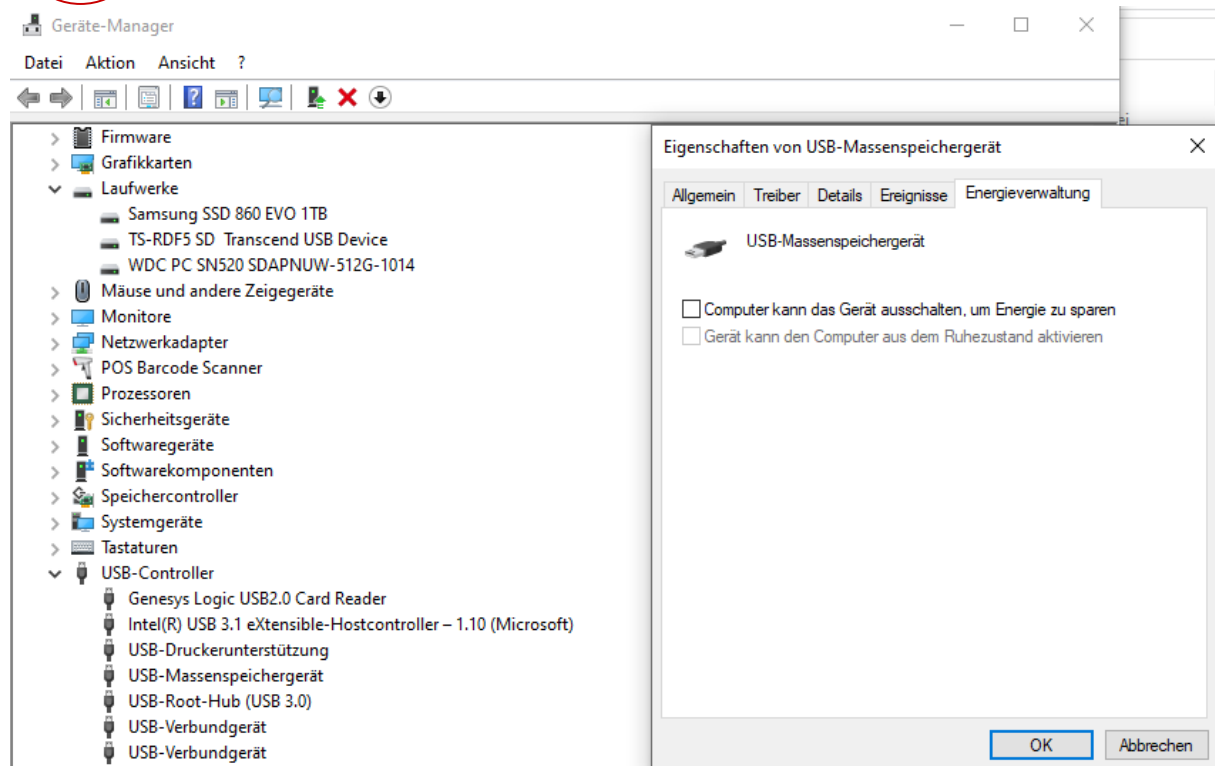 Geräte-Manager
Datei Aktion Ansicht ?
Firmware
Grafikkarten
Laufwerke
Samsung SSD 860 EVO 1TB
TS-RDF5 SD Transcend USB Device
WDC PC SN520 SDAPNUW-512G-1014
Mäuse und andere Zeigegeräte
Monitore
Netzwerkadapter
POS Barcode Scanner
Prozessoren
Sicherheitsgeräte
Softwaregeräte
Softwarekomponenten
Speichercontroller
Systemgeräte
Tastaturen
USB-Controller
Genesys Logic USB2.0 Card Reader
Intel(R) USB 3.1 eXtensible-Hostcontroller – 1.10 (Microsoft)
USB-Druckerunterstützung
USB-Massenspeichergerät
USB-Root-Hub (USB 3.0)
USB-Verbundgerät
USB-Verbundgerät
Eigenschaften von USB-Massenspeichergerät
Allgemein Treiber Details Ereignisse Energieverwaltung
USB-Massenspeichergerät
Computer kann das Gerät ausschalten, um Energie zu sparen
Gerät kann den Computer aus dem Ruhezustand aktivieren
OK Abbrechen